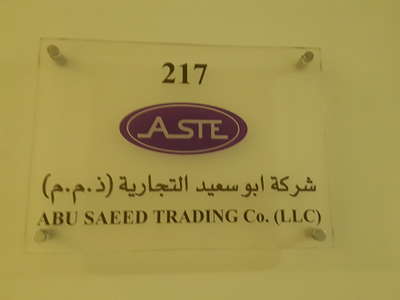 217
ASTE
شركة ابو سعيد التجارية (ذ.م.م)
ABU SAEED TRADING Co. (LLC)